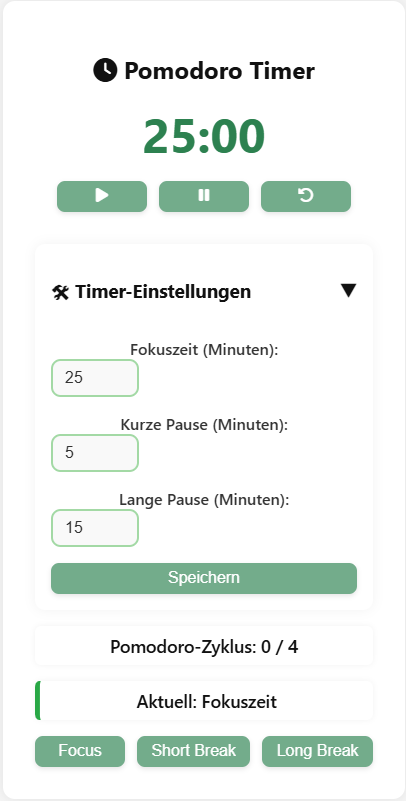 Pomodoro Timer
25:00
🛠 Timer-Einstellungen ▼
Fokuszeit (Minuten):
25
Kurze Pause (Minuten):
5
Lange Pause (Minuten):
15
Speichern
Pomodoro-Zyklus: 0 / 4
Aktuell: Fokuszeit
Focus Short Break Long Break